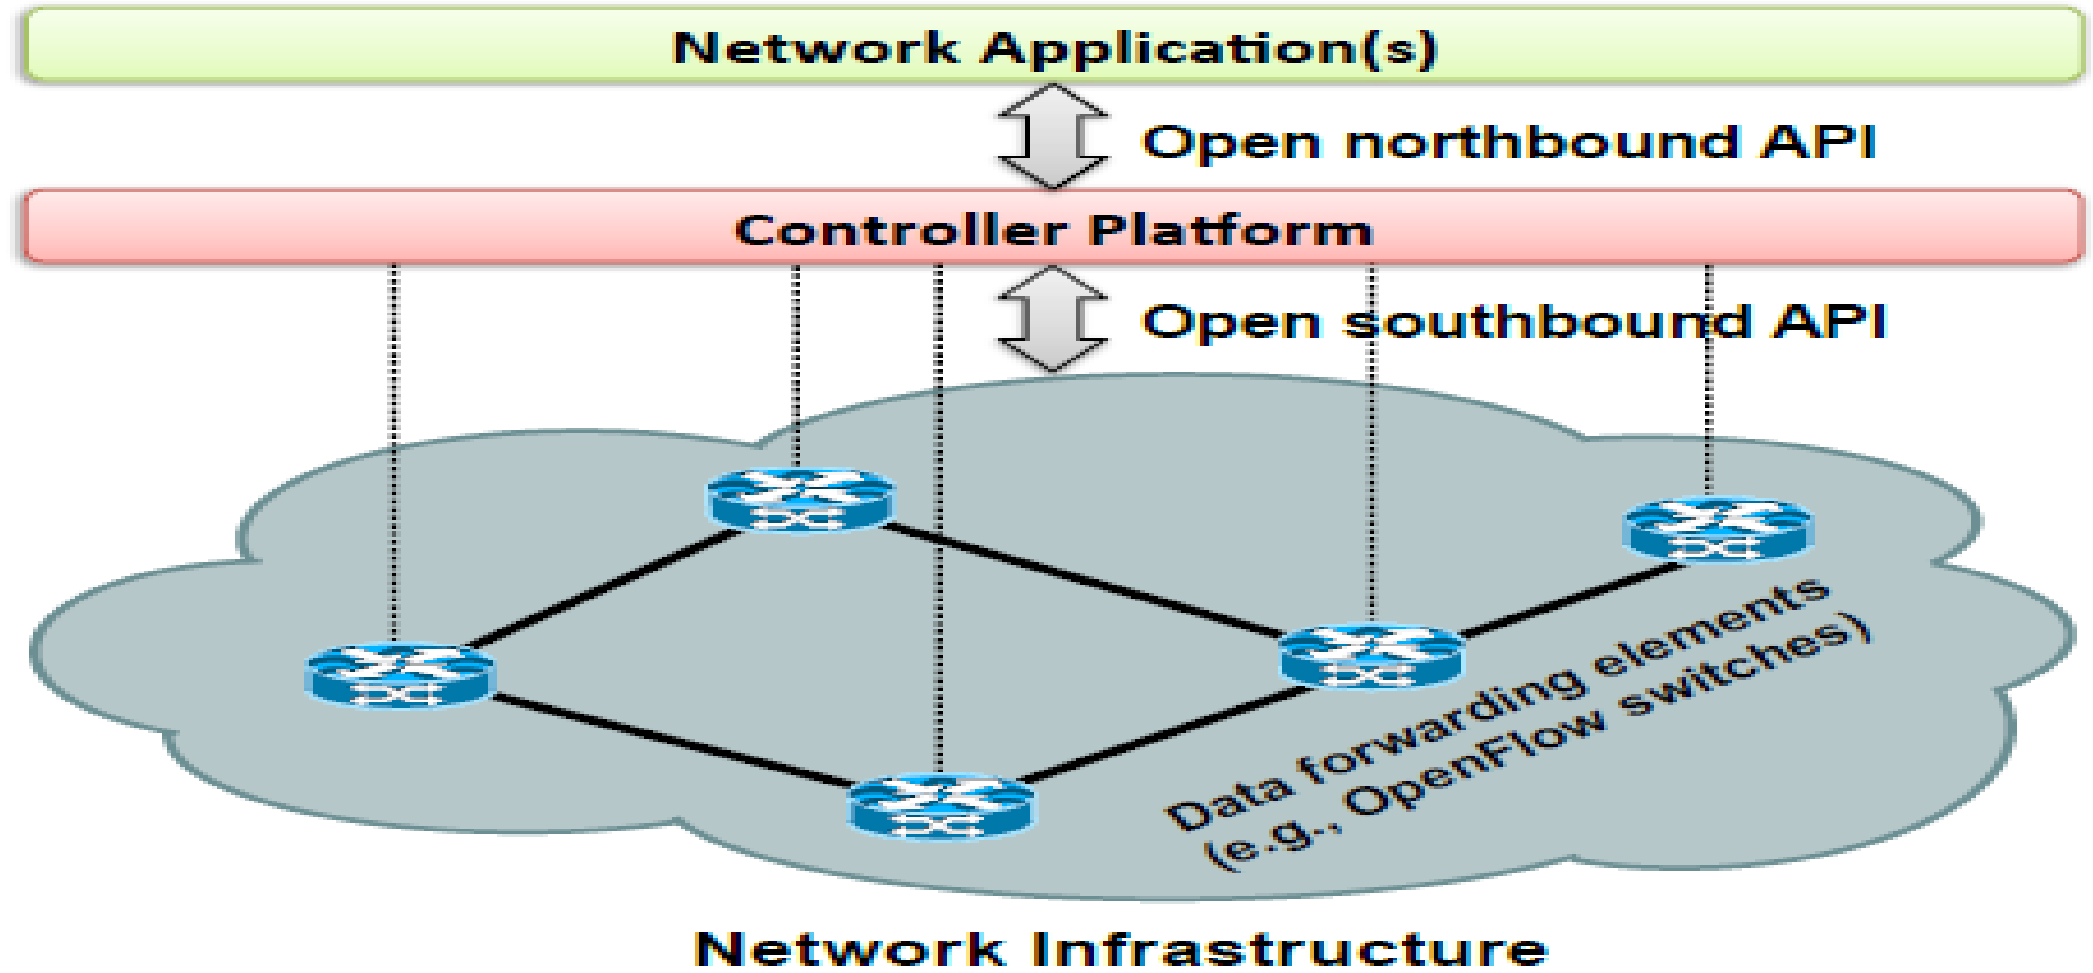 Network Application(s)
Open northbound API
Controller Platform
Open southbound API
Data forwarding elements
(e.g., OpenFlow switches)
Network Infrastructure